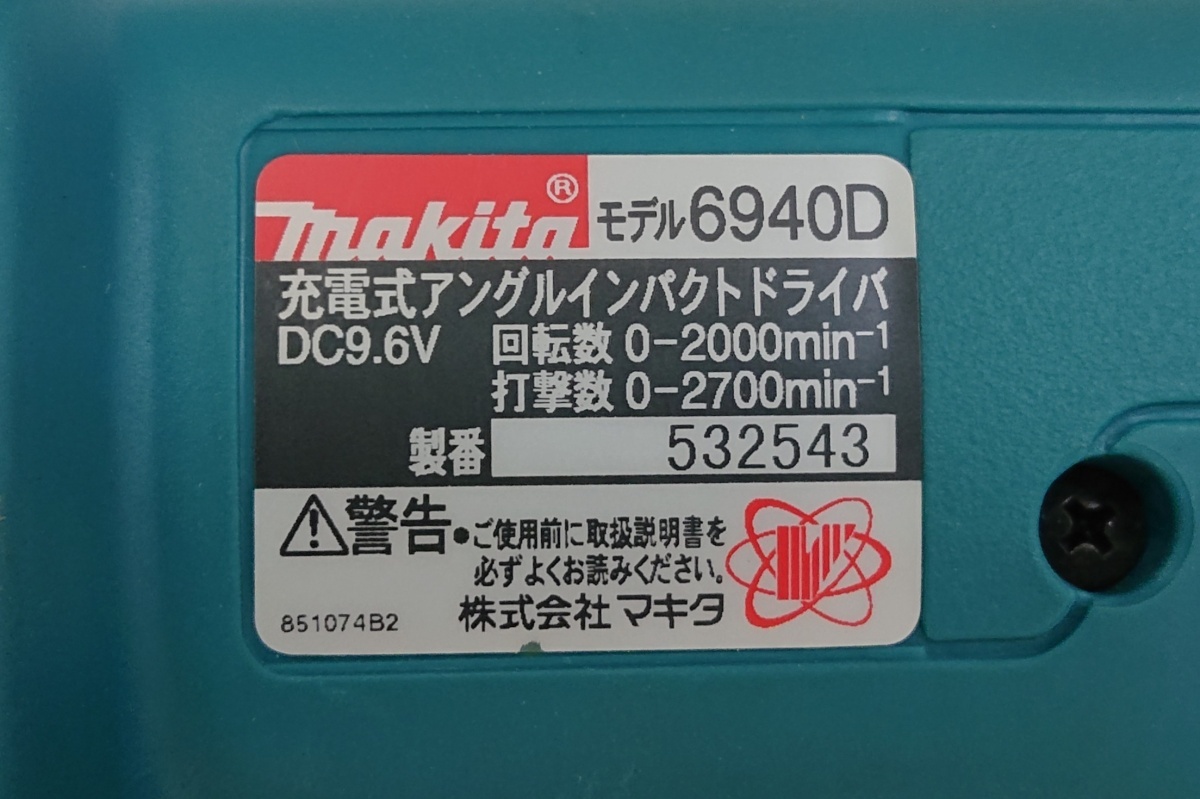 makita® モデル6940D
充電式アングルインパクトドライバ
DC9.6V 回転数 0-2000min-1
打撃数 0-2700min-1
製番 532543
警告 ●ご使用前に取扱説明書を
必ずよくお読みください。
851074B2 株式会社 マキタ